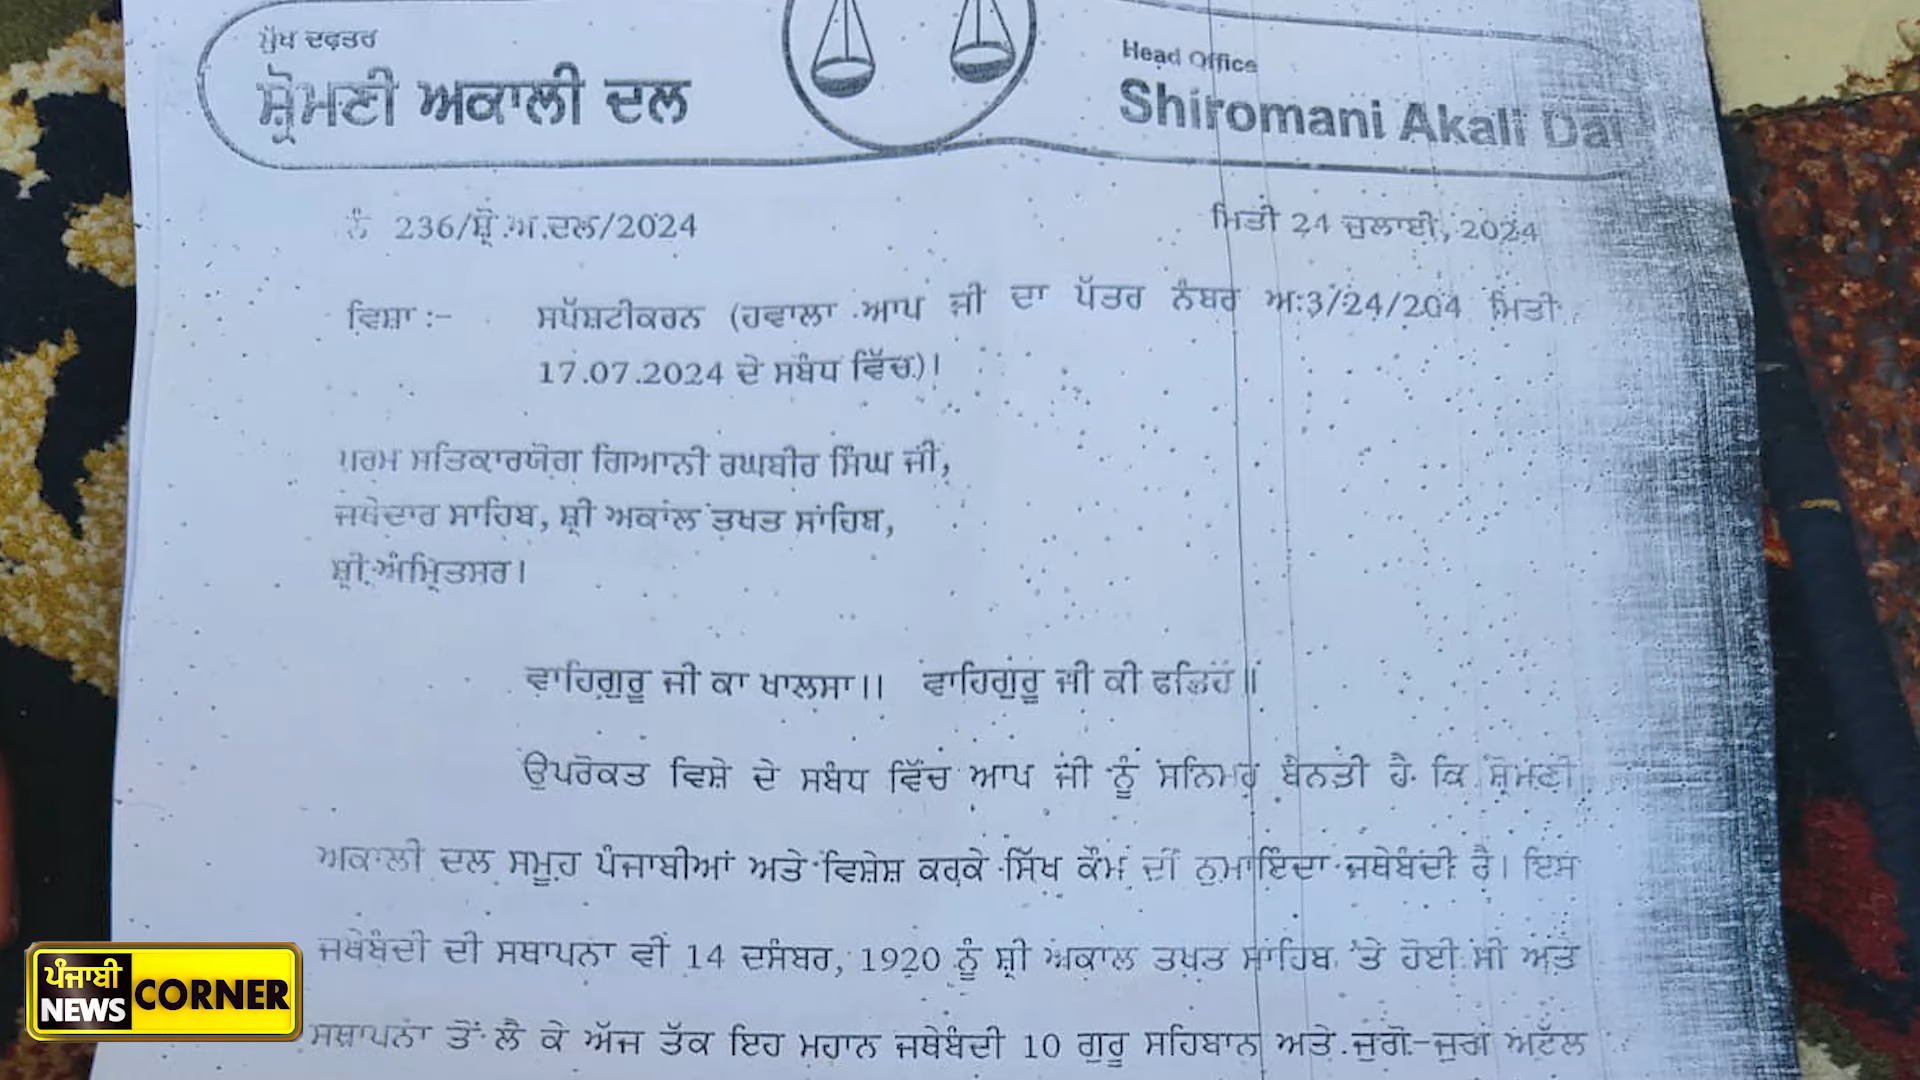 ਮੁੱਖ ਦਫ਼ਤਰ
ਸ਼੍ਰੋਮਣੀ ਅਕਾਲੀ ਦਲ
Head Office
Shiromani Akali Dal
ਨੰ 236/ਸ਼੍ਰੋ.ਅ.ਦਲ/2024
ਮਿਤੀ 24 ਜੁਲਾਈ, 2024
ਵਿਸ਼ਾ :- ਸਪੱਸ਼ਟੀਕਰਨ (ਹਵਾਲਾ ਆਪ ਜੀ ਦਾ ਪੱਤਰ ਨੰਬਰ ਅ:3/24/204 ਮਿਤੀ
17.07.2024 ਦੇ ਸਬੰਧ ਵਿੱਚ)।
ਪਰਮ ਸਤਿਕਾਰਯੋਗ ਗਿਆਨੀ ਰਘਬੀਰ ਸਿੰਘ ਜੀ,
ਜਥੇਦਾਰ ਸਾਹਿਬ, ਸ਼੍ਰੀ ਅਕਾਲ ਤਖਤ ਸਾਹਿਬ,
ਸ਼੍ਰੀ ਅੰਮ੍ਰਿਤਸਰ।
ਵਾਹਿਗੁਰੂ ਜੀ ਕਾ ਖਾਲਸਾ।। ਵਾਹਿਗੁਰੂ ਜੀ ਕੀ ਫਤਿਹ॥
ਉਪਰੋਕਤ ਵਿਸ਼ੇ ਦੇ ਸਬੰਧ ਵਿੱਚ ਆਪ ਜੀ ਨੂੰ ਸਨਿਮਰ ਬੇਨਤੀ ਹੈ ਕਿ ਸ਼੍ਰੋਮਣੀ
ਅਕਾਲੀ ਦਲ ਸਮੂਹ ਪੰਜਾਬੀਆਂ ਅਤੇ ਵਿਸ਼ੇਸ਼ ਕਰਕੇ ਸਿੱਖ ਕੌਮ ਦੀ ਨੁਮਾਇੰਦਾ ਜਥੇਬੰਦੀ ਹੈ। ਇਸ
ਜਥੇਬੰਦੀ ਦੀ ਸਥਾਪਨਾ ਵੀ 14 ਦਸੰਬਰ, 1920 ਨੂੰ ਸ਼੍ਰੀ ਅਕਾਲ ਤਖਤ ਸਾਹਿਬ 'ਤੇ ਹੋਈ ਸੀ ਅਤੇ
ਸਥਾਪਨਾ ਤੋਂ ਲੈ ਕੇ ਅੱਜ ਤੱਕ ਇਹ ਮਹਾਨ ਜਥੇਬੰਦੀ 10 ਗੁਰੂ ਸਹਿਬਾਨ ਅਤੇ ਜੁਗੋ-ਜੁਗ ਅਟੱਲ
ਪੰਜਾਬੀ
NEWS CORNER